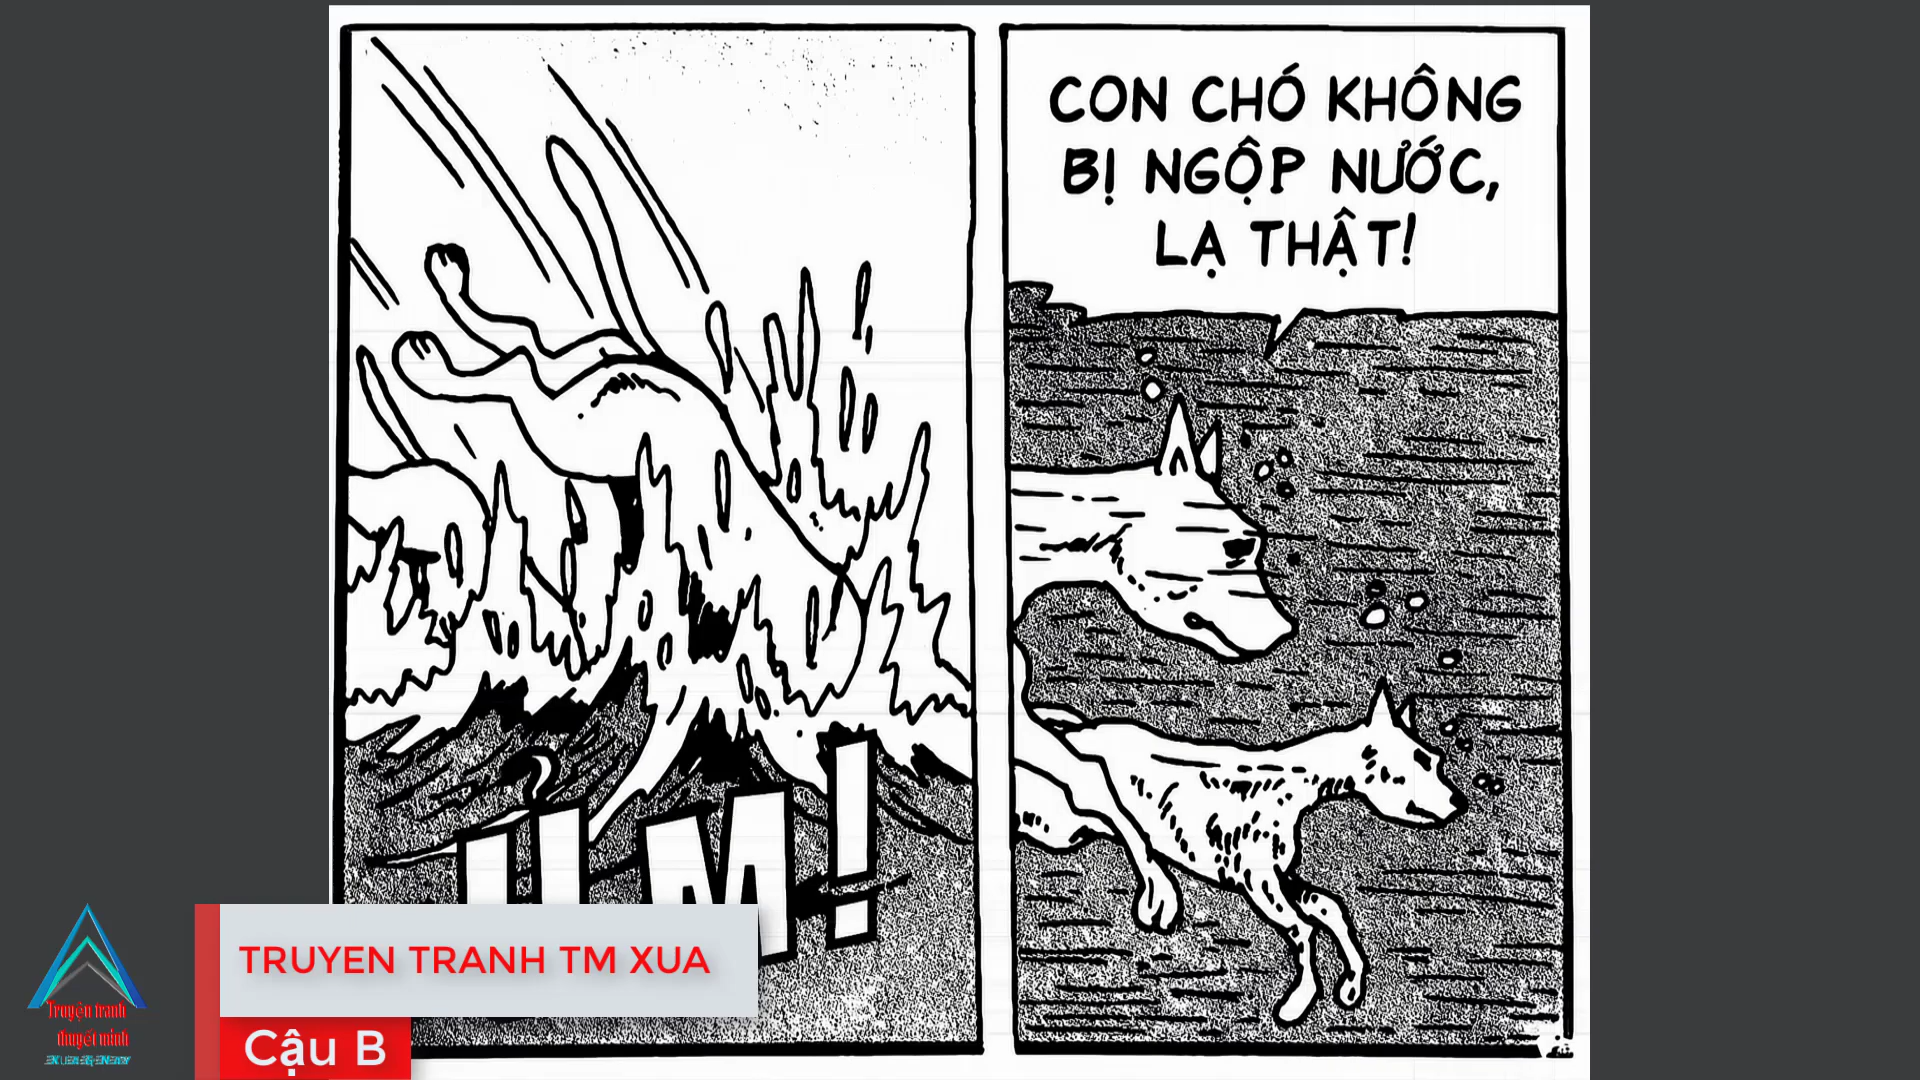 CON CHÓ KHÔNG
BỊ NGỘP NƯỚC,
LẠ THẬT!
ÙM!
TRUYEN TRANH TM XUA
Cậu B
Truyện tranh
thuyết minh